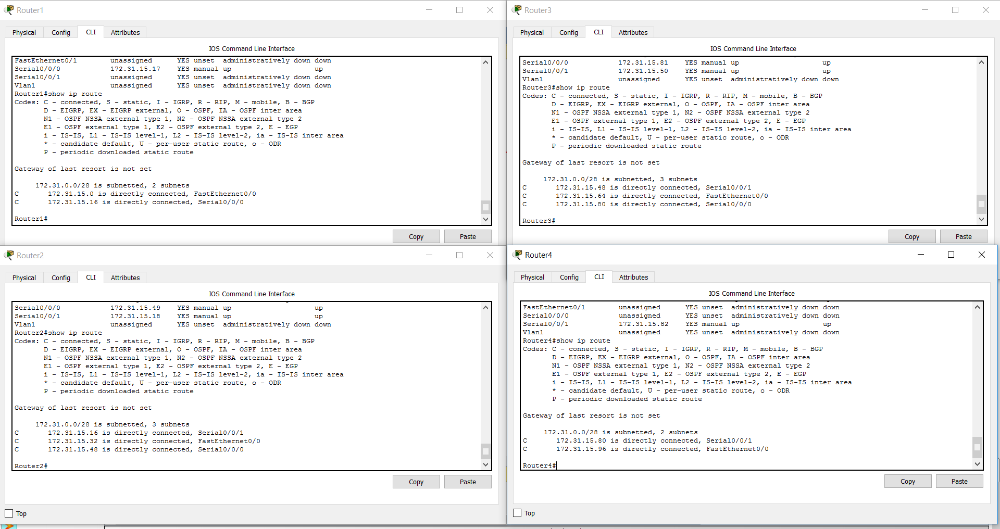 Router1
Physical Config CLI Attributes
IOS Command Line Interface
FastEthernet0/1        unassigned      YES unset  administratively down down
Serial0/0/0            172.31.15.17    YES manual up                    up
Serial0/0/1            unassigned      YES unset  administratively down down
Vlan1                  unassigned      YES unset  administratively down down
Router1#show ip route
Codes: C - connected, S - static, I - IGRP, R - RIP, M - mobile, B - BGP
       D - EIGRP, EX - EIGRP external, O - OSPF, IA - OSPF inter area
       N1 - OSPF NSSA external type 1, N2 - OSPF NSSA external type 2
       E1 - OSPF external type 1, E2 - OSPF external type 2, E - EGP
       i - IS-IS, L1 - IS-IS level-1, L2 - IS-IS level-2, ia - IS-IS inter area
       * - candidate default, U - per-user static route, o - ODR
       P - periodic downloaded static route
Gateway of last resort is not set
     172.31.0.0/28 is subnetted, 2 subnets
C       172.31.15.0 is directly connected, FastEthernet0/0
C       172.31.15.16 is directly connected, Serial0/0/0
Router1#
Copy Paste
Router3
Physical Config CLI Attributes
IOS Command Line Interface
Serial0/0/0            172.31.15.81    YES manual up                    up
Serial0/0/1            172.31.15.50    YES manual up                    up
Vlan1                  unassigned      YES unset  administratively down down
Router3#show ip route
Codes: C - connected, S - static, I - IGRP, R - RIP, M - mobile, B - BGP
       D - EIGRP, EX - EIGRP external, O - OSPF, IA - OSPF inter area
       N1 - OSPF NSSA external type 1, N2 - OSPF NSSA external type 2
       E1 - OSPF external type 1, E2 - OSPF external type 2, E - EGP
       i - IS-IS, L1 - IS-IS level-1, L2 - IS-IS level-2, ia - IS-IS inter area
       * - candidate default, U - per-user static route, o - ODR
       P - periodic downloaded static route
Gateway of last resort is not set
     172.31.0.0/28 is subnetted, 3 subnets
C       172.31.15.48 is directly connected, Serial0/0/1
C       172.31.15.64 is directly connected, FastEthernet0/0
C       172.31.15.80 is directly connected, Serial0/0/0
Router3#
Copy Paste
Router2
Physical Config CLI Attributes
IOS Command Line Interface
Serial0/0/0            172.31.15.49    YES manual up                    up
Serial0/0/1            172.31.15.18    YES manual up                    up
Vlan1                  unassigned      YES unset  administratively down down
Router2#show ip route
Codes: C - connected, S - static, I - IGRP, R - RIP, M - mobile, B - BGP
       D - EIGRP, EX - EIGRP external, O - OSPF, IA - OSPF inter area
       N1 - OSPF NSSA external type 1, N2 - OSPF NSSA external type 2
       E1 - OSPF external type 1, E2 - OSPF external type 2, E - EGP
       i - IS-IS, L1 - IS-IS level-1, L2 - IS-IS level-2, ia - IS-IS inter area
       * - candidate default, U - per-user static route, o - ODR
       P - periodic downloaded static route
Gateway of last resort is not set
     172.31.0.0/28 is subnetted, 3 subnets
C       172.31.15.16 is directly connected, Serial0/0/1
C       172.31.15.32 is directly connected, FastEthernet0/0
C       172.31.15.48 is directly connected, Serial0/0/0
Router2#
Copy Paste
Top
Router4
Physical Config CLI Attributes
IOS Command Line Interface
FastEthernet0/1        unassigned      YES unset  administratively down down
Serial0/0/0            unassigned      YES unset  administratively down down
Serial0/0/1            172.31.15.82    YES manual up                    up
Vlan1                  unassigned      YES unset  administratively down down
Router4#show ip route
Codes: C - connected, S - static, I - IGRP, R - RIP, M - mobile, B - BGP
       D - EIGRP, EX - EIGRP external, O - OSPF, IA - OSPF inter area
       N1 - OSPF NSSA external type 1, N2 - OSPF NSSA external type 2
       E1 - OSPF external type 1, E2 - OSPF external type 2, E - EGP
       i - IS-IS, L1 - IS-IS level-1, L2 - IS-IS level-2, ia - IS-IS inter area
       * - candidate default, U - per-user static route, o - ODR
       P - periodic downloaded static route
Gateway of last resort is not set
     172.31.0.0/28 is subnetted, 2 subnets
C       172.31.15.80 is directly connected, Serial0/0/1
C       172.31.15.96 is directly connected, FastEthernet0/0
Router4#
Copy Paste
Top